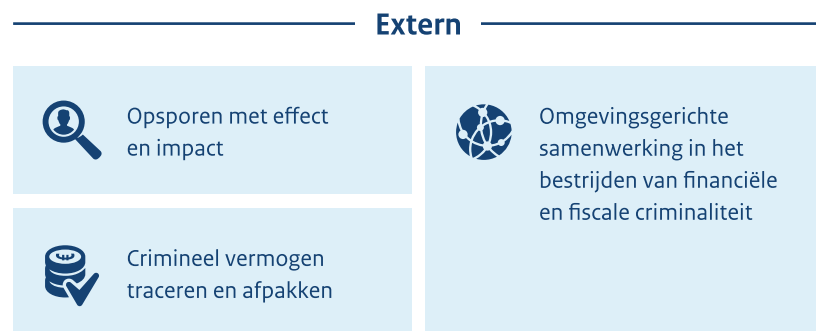 Extern
Opsporen met effect
en impact
Crimineel vermogen
traceren en afpakken
Omgevingsgerichte
samenwerking in het
bestrijden van financiële
en fiscale criminaliteit